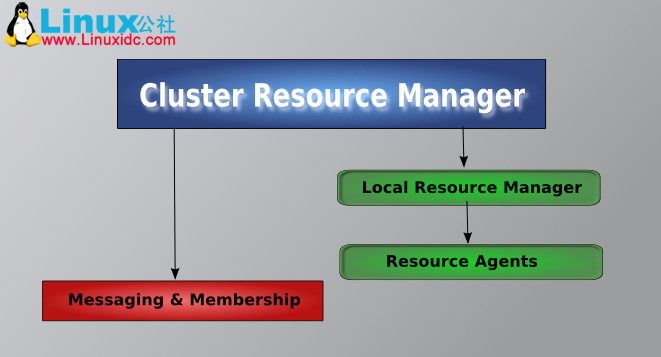 Linux公社
www.Linuxidc.com
Cluster Resource Manager
Local Resource Manager
Resource Agents
Messaging & Membership